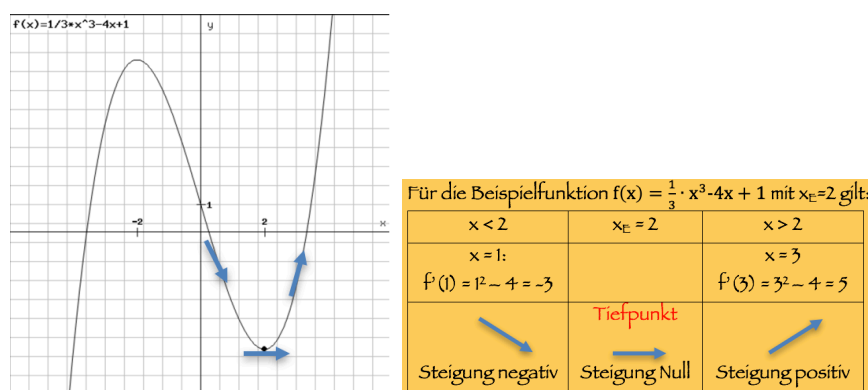 f(x)=1/3*x^3-4x+1
y
1
-2
2
x
Für die Beispielfunktion f(x) = 1/3 · x³-4x + 1 mit xE=2 gilt:
x < 2 xE = 2 x > 2
x = 1: x = 3
f'(1) = 1² – 4 = -3 f'(3) = 3² – 4 = 5
Tiefpunkt
Steigung negativ Steigung Null Steigung positiv